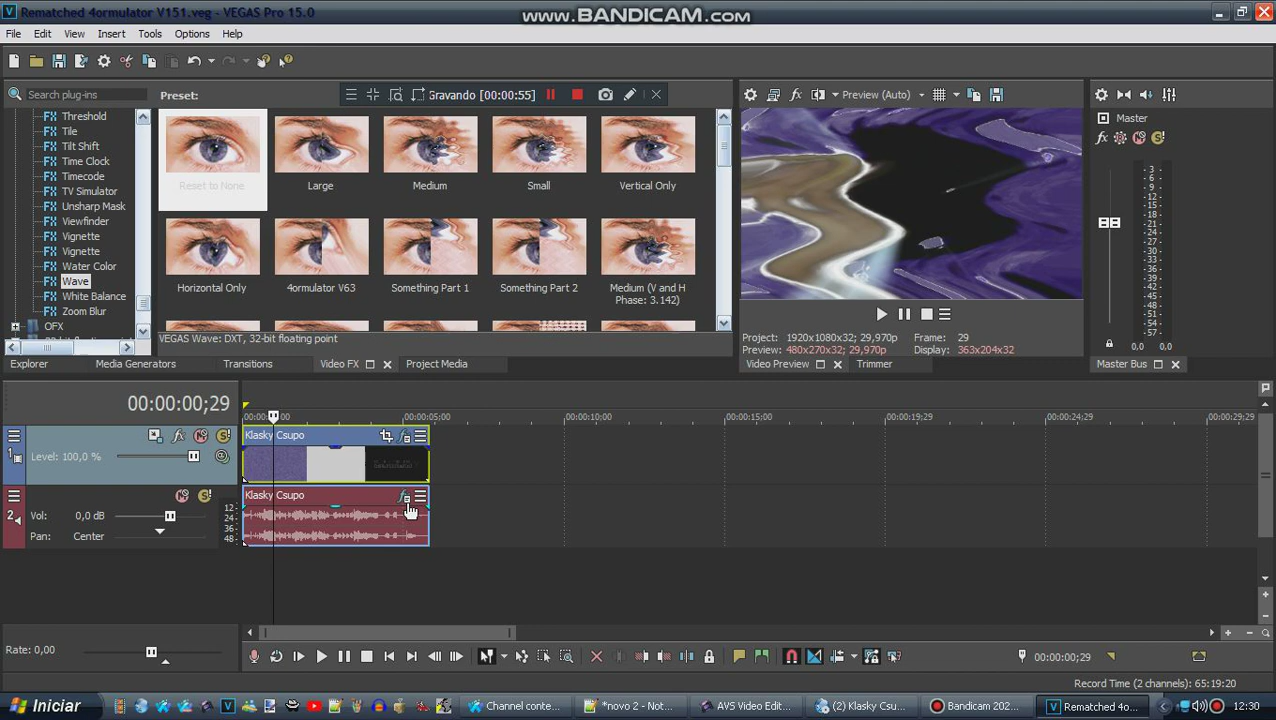 Rematched 4ormulator V151.veg - VEGAS Pro 15.0
www.BANDICAM.com
File Edit View Insert Tools Options Help
Search plug-ins
Preset:
Gravando [00:00:55]
Preview (Auto)
Threshold
Tile
Tilt Shift
Time Clock
Timecode
TV Simulator
Unsharp Mask
Viewfinder
Vignette
Vignette
Water Color
Wave
White Balance
Zoom Blur
OFX
Reset to None
Large
Medium
Small
Vertical Only
Horizontal Only
4ormulator V63
Something Part 1
Something Part 2
Medium (V and H Phase: 3.142)
VEGAS Wave: DXT, 32-bit floating point
Project: 1920x1080x32; 29,970p
Frame: 29
Preview: 480x270x32; 29,970p
Display: 363x204x32
Master
-3
-6
-9
-12
-15
-18
-21
-24
-27
-30
-33
-36
-39
-42
-45
-48
-51
-54
-57
0,0 0,0
Explorer Media Generators Transitions Video FX Project Media
Video Preview Trimmer
Master Bus
00:00:00;29
00:00:05;00 00:00:10;00 00:00:15;00 00:00:19;29 00:00:24;29 00:00:29;29
1
Level: 100,0 %
Klasky Csupo
2
Vol: 0,0 dB
Pan: Center
12
24
36
48
Klasky Csupo
Rate: 0,00
00:00:00;29
Record Time (2 channels): 65:19:20
Iniciar
Channel conte...
*novo 2 - Not...
AVS Video Edit...
(2) Klasky Csu...
Bandicam 202...
Rematched 4o...
12:30